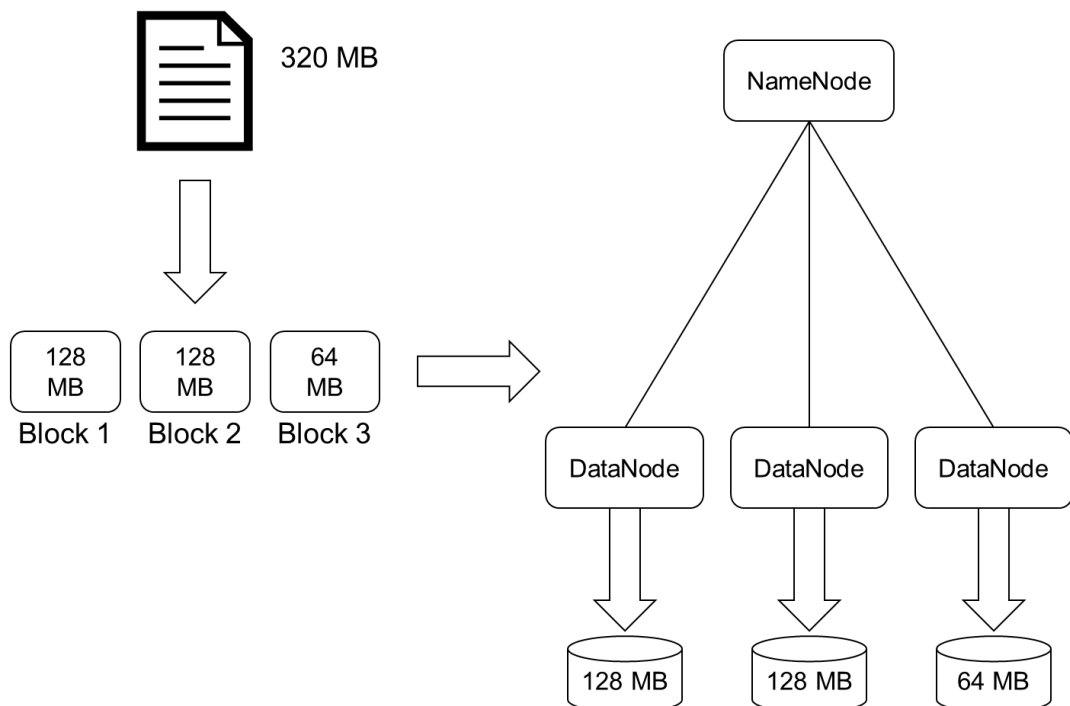 320 MB
NameNode
128
MB
128
MB
64
MB
Block 1
Block 2
Block 3
DataNode
DataNode
DataNode
128 MB
128 MB
64 MB